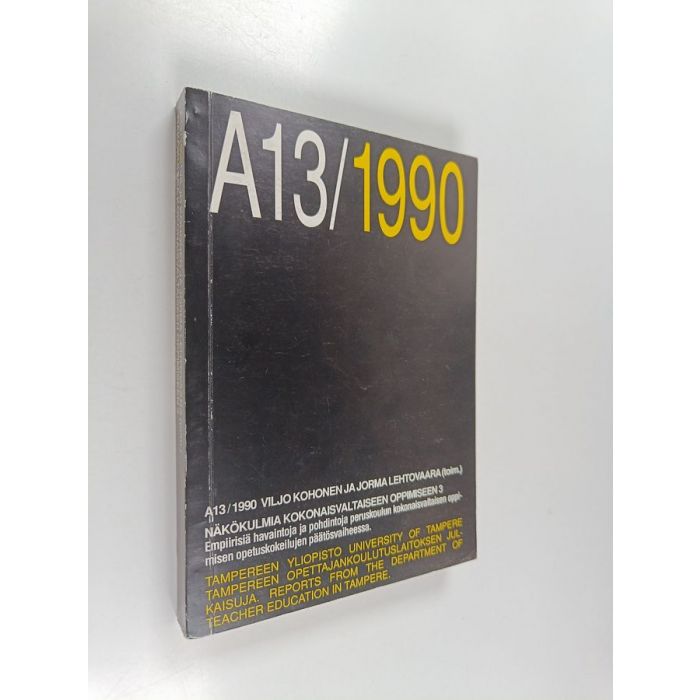 A13/1990
A13/1990 VILJO KOHONEN JA JORMA LEHTOVAARA (toim.)
NÄKÖKULMIA KOKONAISVALTAISEEN OPPIMISEEN 3
Empiirisiä havaintoja ja pohdintoja peruskoulun kokonaisvaltaisen oppi-
misen opetuskokeilujen päätösvaiheessa.
TAMPEREEN YLIOPISTO UNIVERSITY OF TAMPERE
TAMPEREEN OPETTAJANKOULUTUSLAITOKSEN JUL-
KAISUJA. REPORTS FROM THE DEPARTMENT OF
TEACHER EDUCATION IN TAMPERE.